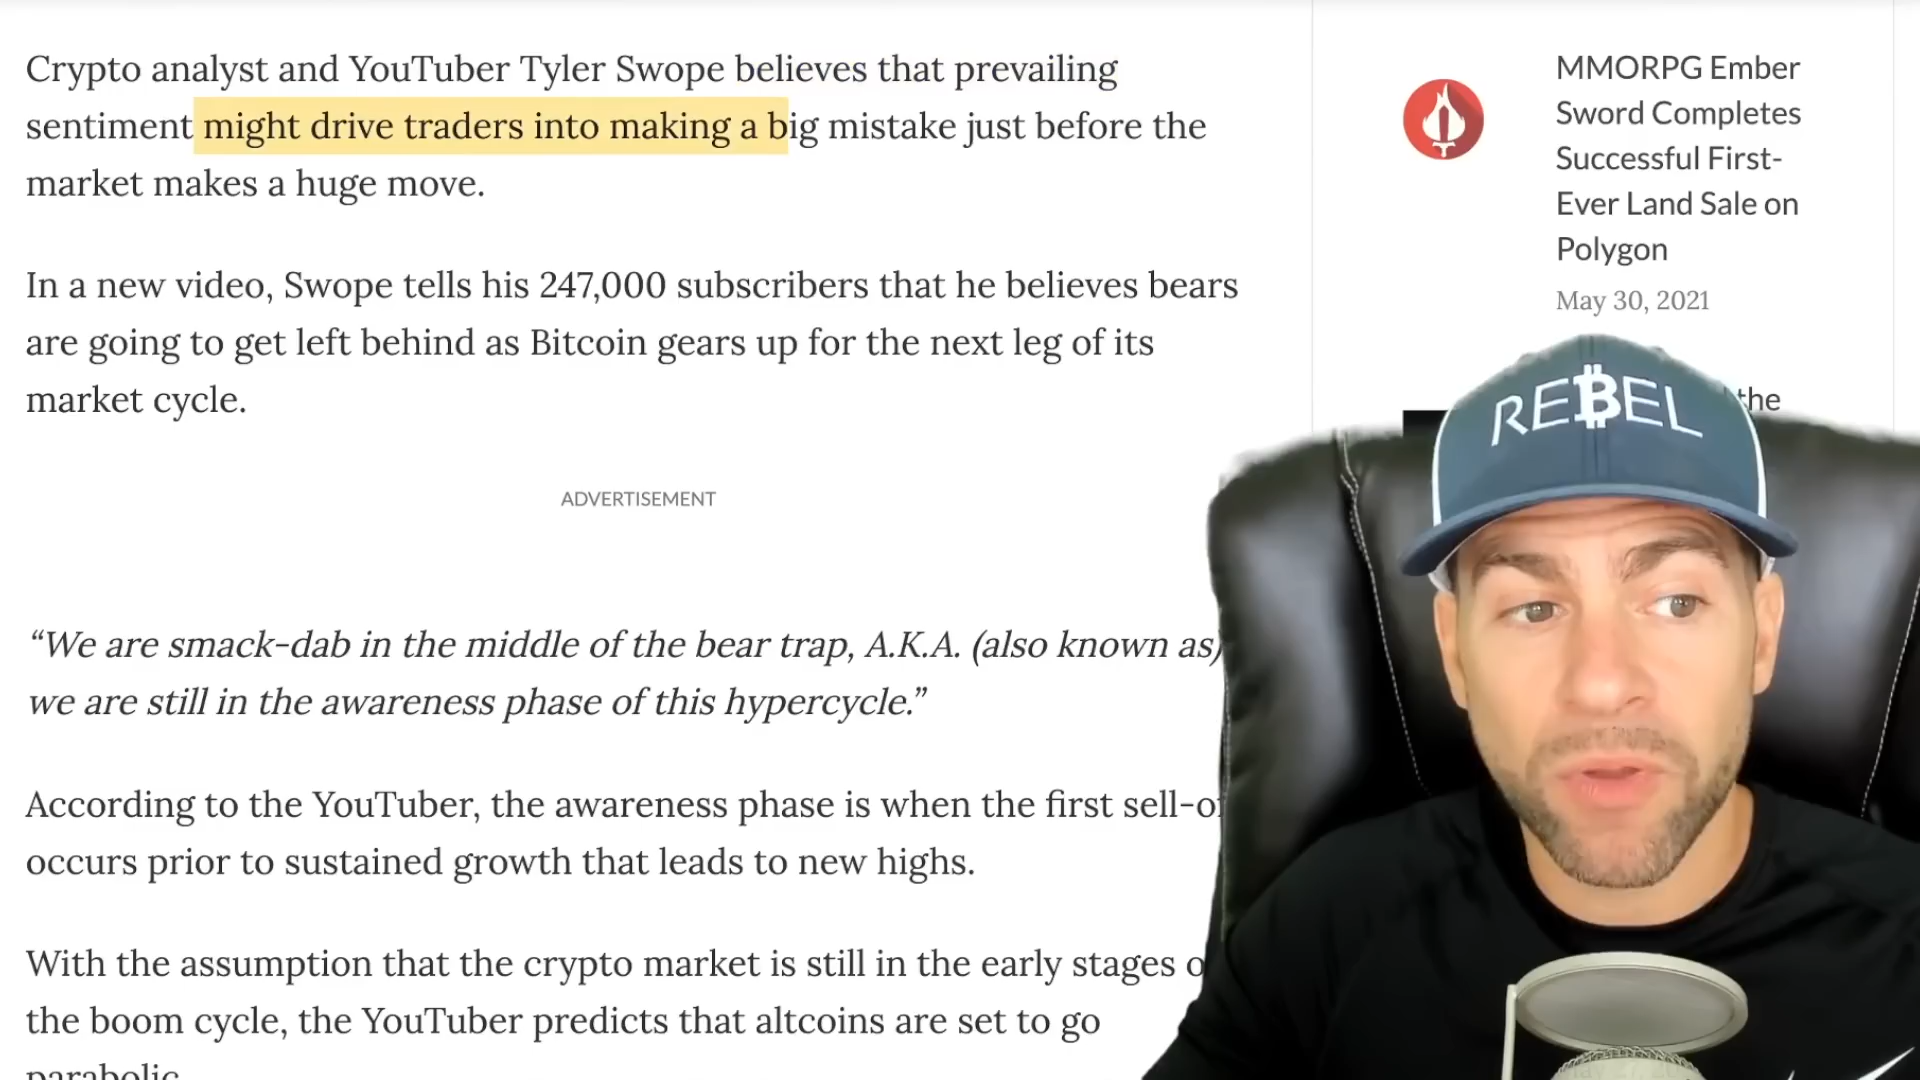 Crypto analyst and YouTuber Tyler Swope believes that prevailing
sentiment might drive traders into making a big mistake just before the
market makes a huge move.
In a new video, Swope tells his 247,000 subscribers that he believes bears
are going to get left behind as Bitcoin gears up for the next leg of its
market cycle.
ADVERTISEMENT
“We are smack-dab in the middle of the bear trap, A.K.A. (also known as)
we are still in the awareness phase of this hypercycle.”
According to the YouTuber, the awareness phase is when the first
occurs prior to sustained growth that leads to new highs.
With the assumption that the crypto market is still in the early stages
the boom cycle, the YouTuber predicts that altcoins are set to go
parabolic
MMORPG Ember
Sword Completes
Successful First-
Ever Land Sale on
Polygon
May 30, 2021
the
REBEL